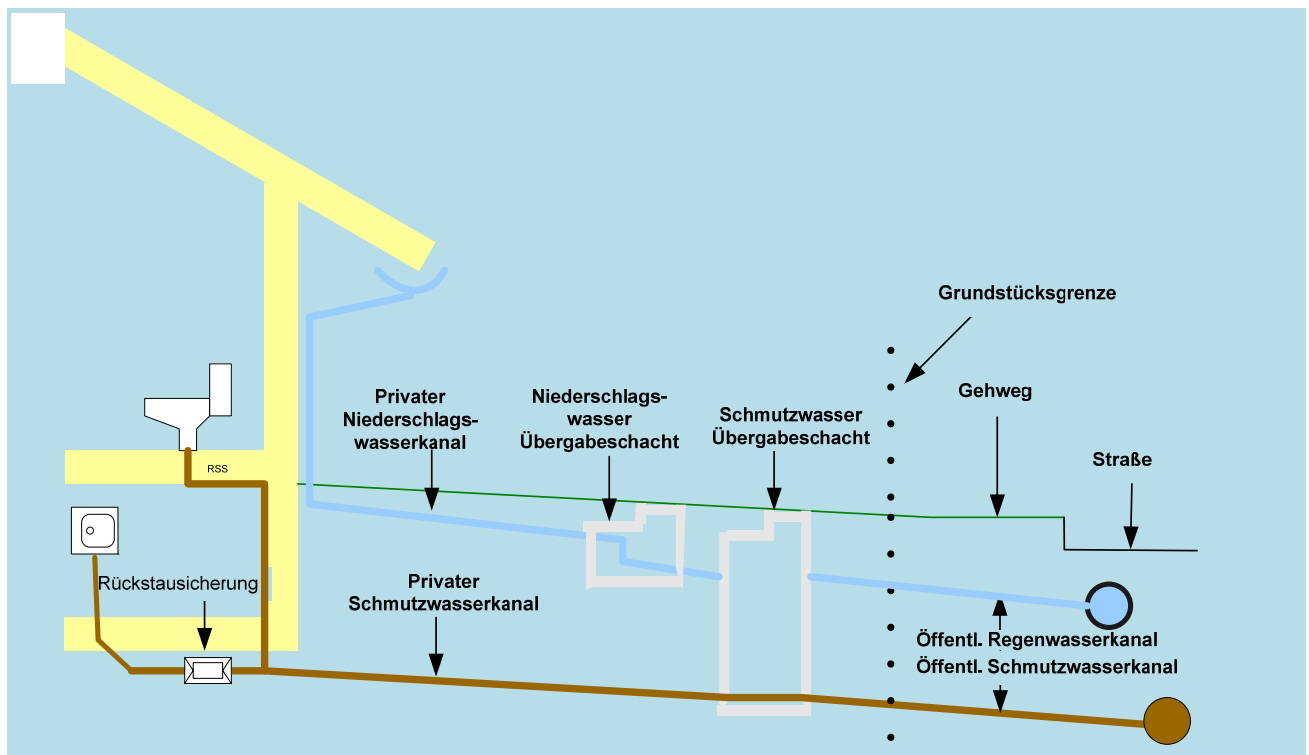 Grundstücksgrenze
Gehweg
Straße
Privater
Niederschlags-
wasserkanal
Niederschlags-
wasser
Übergabeschacht
Schmutzwasser
Übergabeschacht
RSS
Rückstausicherung
Privater
Schmutzwasserkanal
Öffentl. Regenwasserkanal
Öffentl. Schmutzwasserkanal